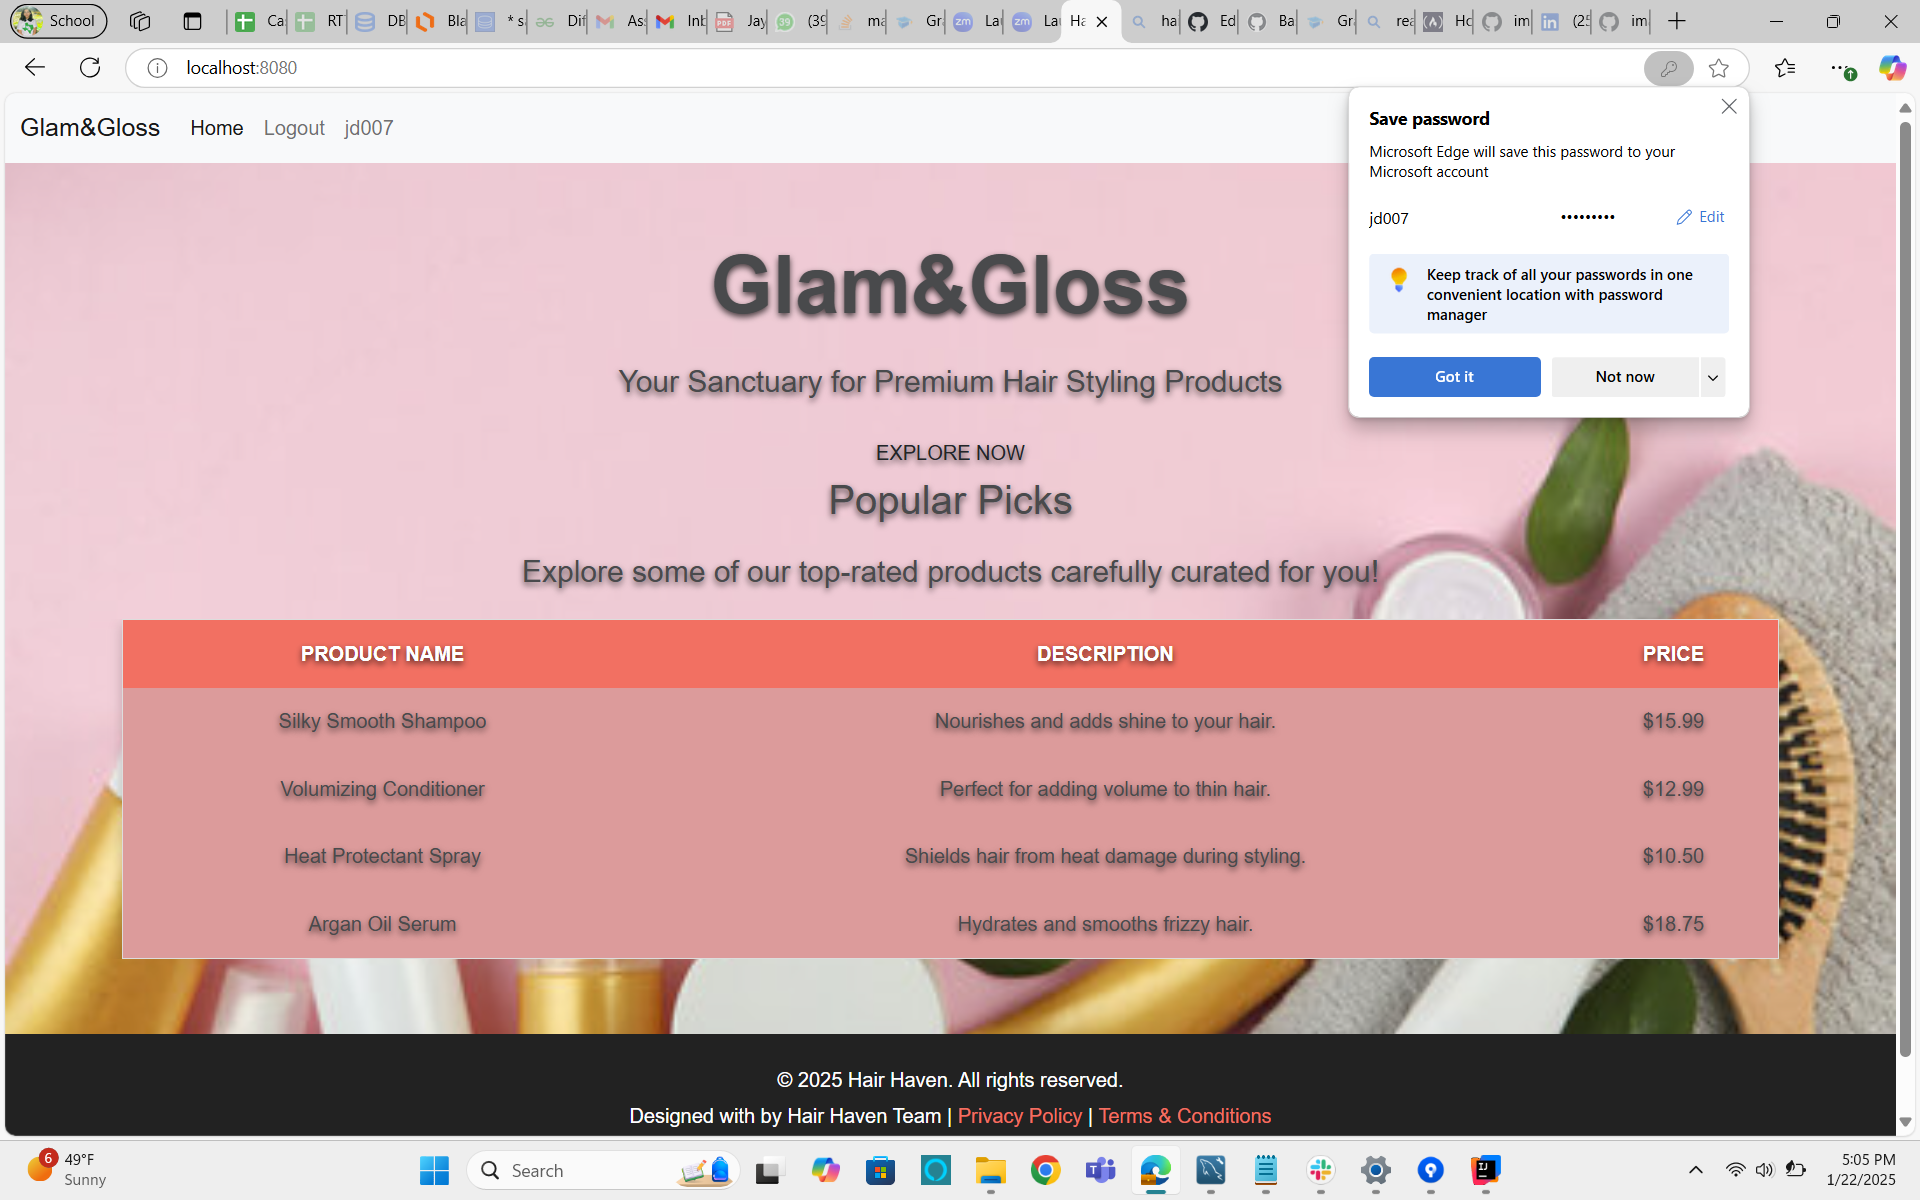 School
Ca
RT
DB
Bla
* s
Dif
As
Inb
Jay
(39
ma
Gr
Lau
Lau
Ha
ha
Ed
Ba
Gr
rea
Ho
im
(25
im
localhost:8080
Glam&Gloss
Home
Logout
jd007
Save password
Microsoft Edge will save this password to your
Microsoft account
jd007
•••••••••
Edit
Keep track of all your passwords in one
convenient location with password
manager
Got it
Not now
Glam&Gloss
Your Sanctuary for Premium Hair Styling Products
EXPLORE NOW
Popular Picks
Explore some of our top-rated products carefully curated for you!
PRODUCT NAME DESCRIPTION PRICE
Silky Smooth Shampoo Nourishes and adds shine to your hair. $15.99
Volumizing Conditioner Perfect for adding volume to thin hair. $12.99
Heat Protectant Spray Shields hair from heat damage during styling. $10.50
Argan Oil Serum Hydrates and smooths frizzy hair. $18.75
© 2025 Hair Haven. All rights reserved.
Designed with by Hair Haven Team | Privacy Policy | Terms & Conditions
6
49°F
Sunny
Search
5:05 PM
1/22/2025